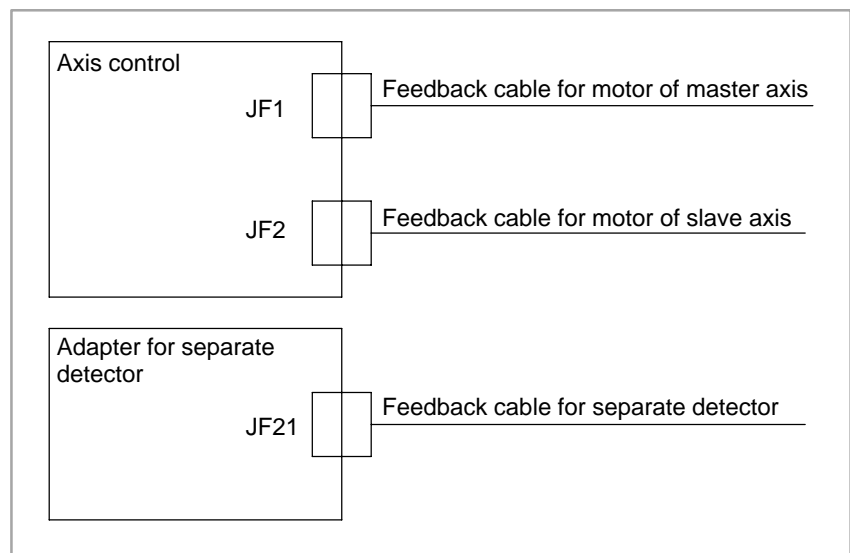 Axis control
JF1
Feedback cable for motor of master axis
JF2
Feedback cable for motor of slave axis
Adapter for separate
detector
JF21
Feedback cable for separate detector